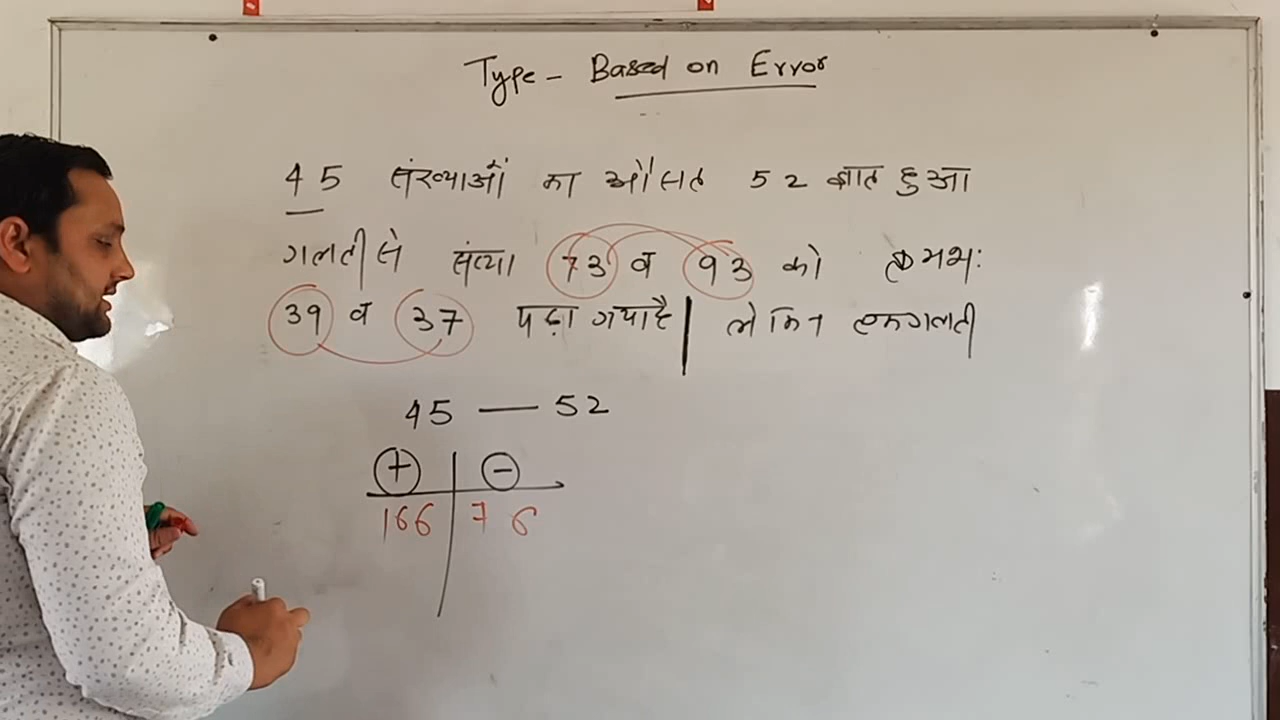 Type - Based on Error
45 संख्याओं का औसत 52 ज्ञात हुआ
गलती से संख्या 73 व 93 को क्रमशः
39 व 37 पढ़ा गया है | लेकिन एक गलती
45 — 52
+ | -
166 | 76